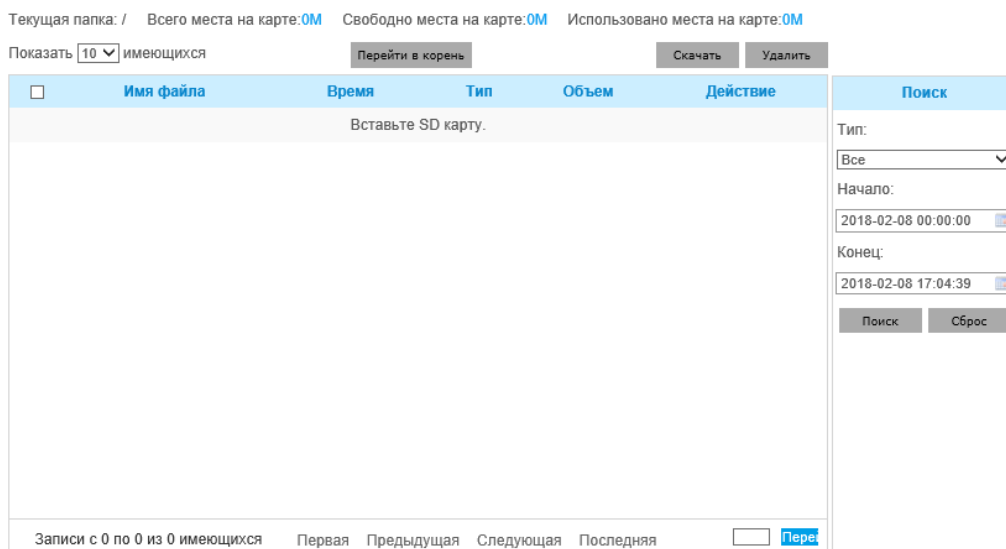 Текущая папка: / Всего места на карте:0М Свободно места на карте:0М Использовано места на карте:0М
Показать 10 имеющихся Перейти в корень Скачать Удалить
Имя файла Время Тип Объем Действие
Вставьте SD карту.
Записи с 0 по 0 из 0 имеющихся Первая Предыдущая Следующая Последняя
Поиск
Тип:
Все
Начало:
2018-02-08 00:00:00
Конец:
2018-02-08 17:04:39
Поиск Сброс